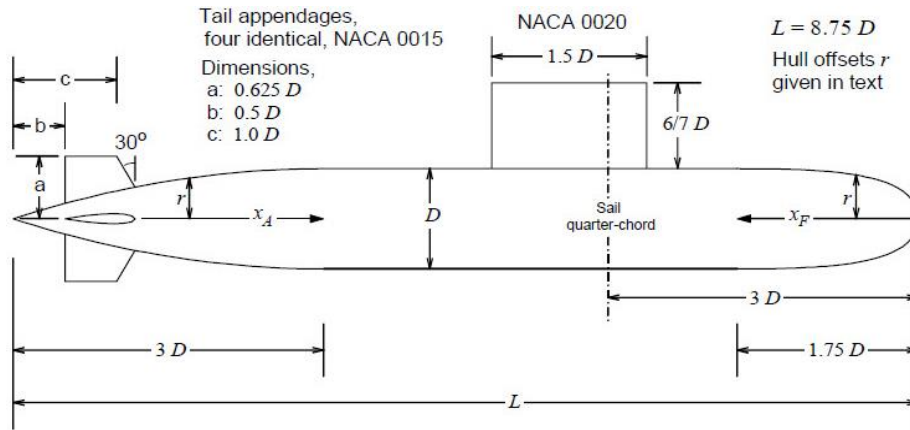 Tail appendages,
four identical, NACA 0015
Dimensions,
a: 0.625 D
b: 0.5 D
c: 1.0 D
NACA 0020
1.5 D
L = 8.75 D
Hull offsets r
given in text
c
b
30o
a
6/7 D
r
x_A
D
Sail
quarter-chord
x_F
r
3 D
3 D
1.75 D
L